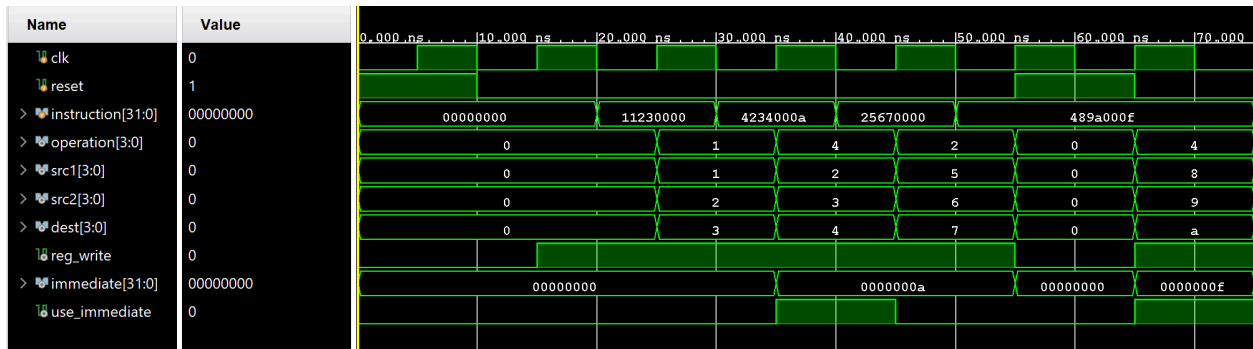 Name Value
0.000 ns 10.000 ns 20.000 ns 30.000 ns 40.000 ns 50.000 ns 60.000 ns 70.000
clk 0
reset 1
instruction[31:0] 00000000 00000000 11230000 4234000a 25670000 489a000f
operation[3:0] 0 0 1 4 2 0 4
src1[3:0] 0 0 1 2 5 0 8
src2[3:0] 0 0 2 3 6 0 9
dest[3:0] 0 0 3 4 7 0 a
reg_write 0
immediate[31:0] 00000000 00000000 0000000a 00000000 0000000f
use_immediate 0